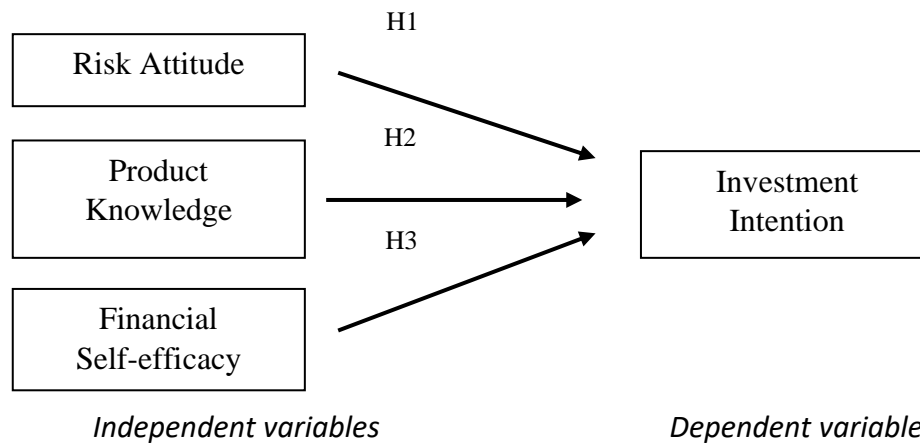 H1
Risk Attitude
H2
Product
Knowledge
Investment
Intention
H3
Financial
Self-efficacy
Independent variables
Dependent variable